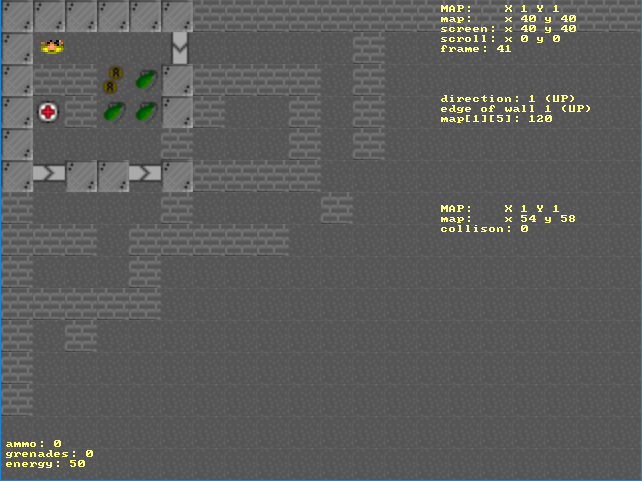 MAP: X 1 Y 1
map: x 40 y 40
screen: x 40 y 40
scroll: x 0 y 0
frame: 41
direction: 1 (UP)
edge of wall 1 (UP)
map[1][5]: 120
MAP: X 1 Y 1
map: x 54 y 58
collison: 0
ammo: 0
grenades: 0
energy: 50